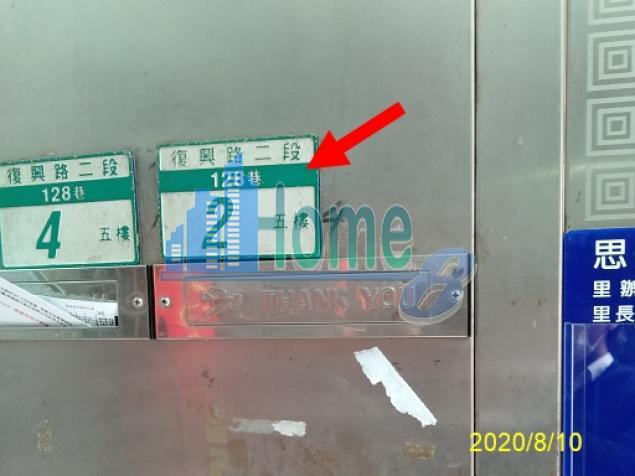 復興路二段
128巷
4 五樓
復興路二段
128巷
2 五樓
Home 8
THANK YOU
思
里辦
里長
2020/8/10